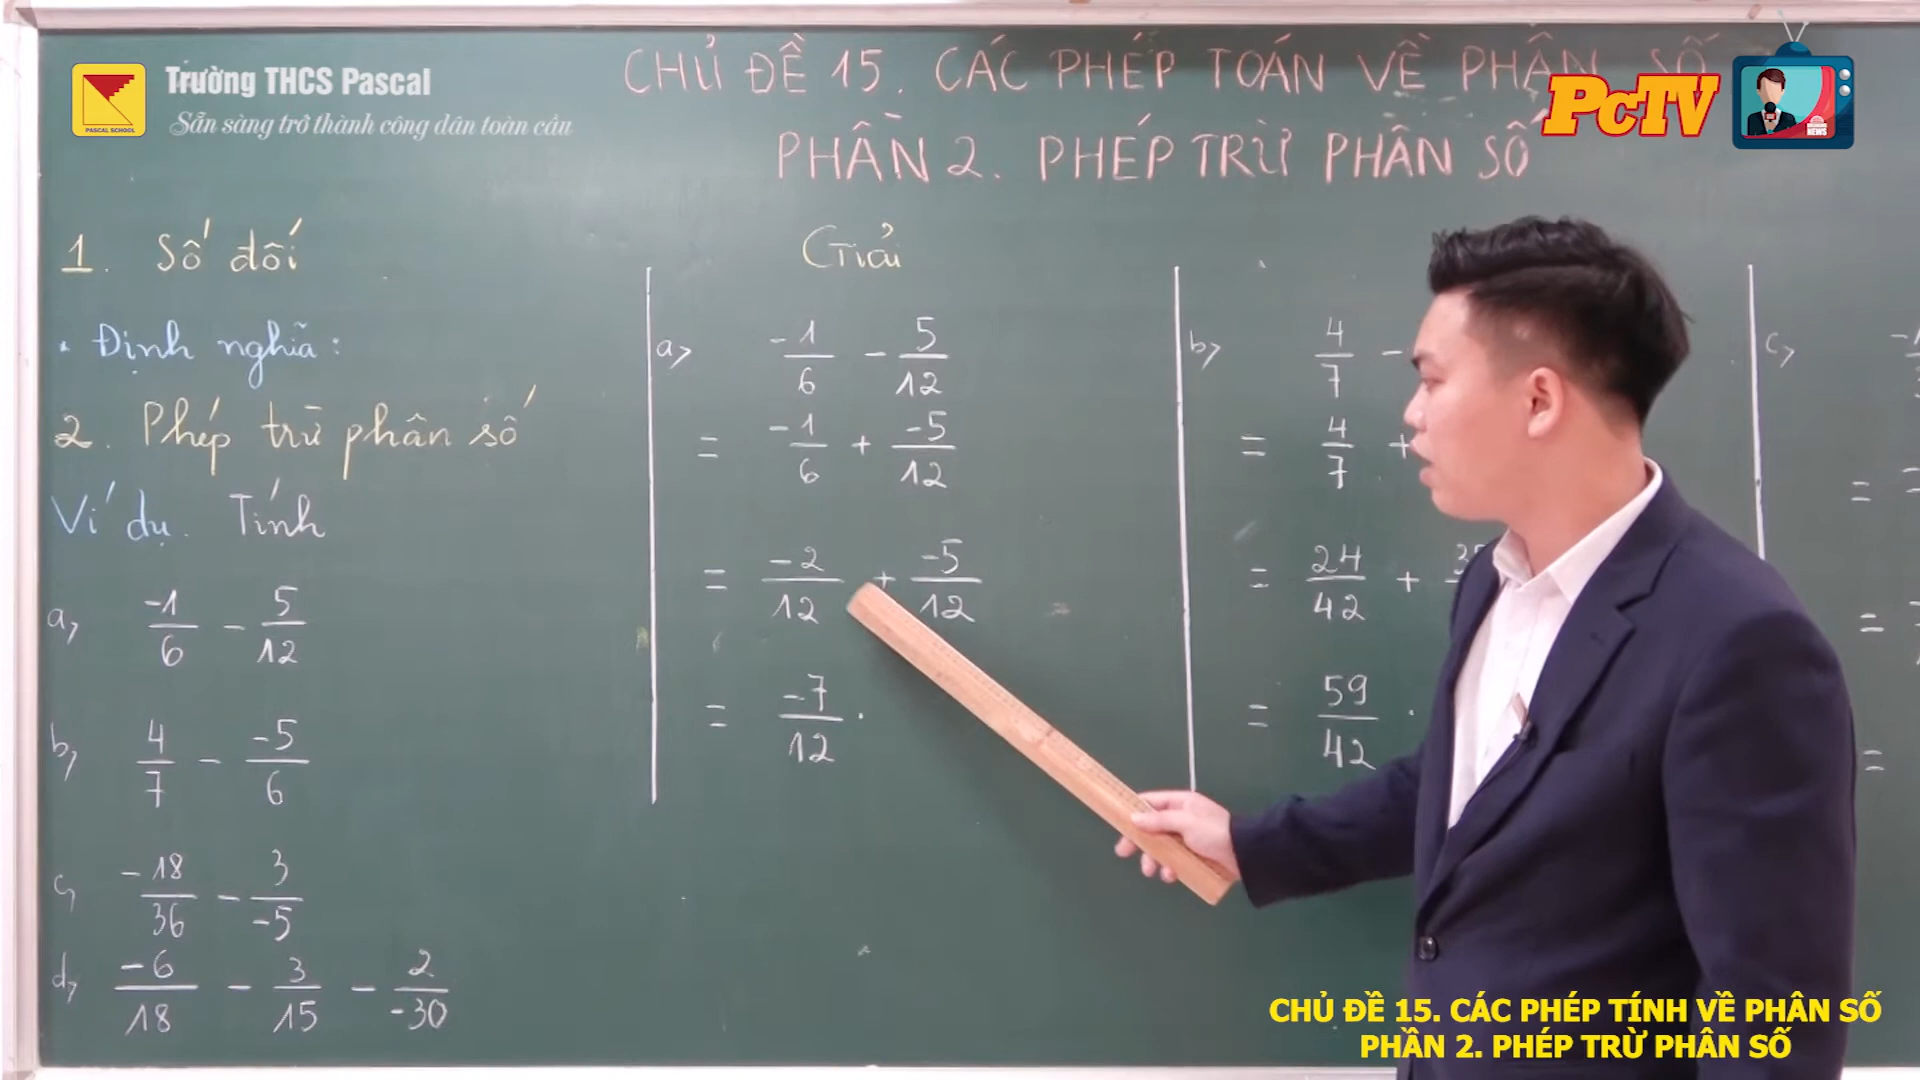 Trường THCS Pascal
Sẵn sàng trở thành công dân toàn cầu
PASCAL SCHOOL
CHỦ ĐỀ 15. CÁC PHÉP TOÁN VỀ PHÂN SỐ
PHẦN 2. PHÉP TRỪ PHÂN SỐ
PcTV
NEWS
1. Số đối
• Định nghĩa:
2. Phép trừ phân số
Ví dụ. Tính
a, -1/6 - 5/12
b, 4/7 - -5/6
c, -18/36 - 3/-5
d, -6/18 - 3/15 - 2/-30
Giải
a, -1/6 - 5/12
= -1/6 + -5/12
= -2/12 + -5/12
= -7/12.
b, 4/7 -
= 4/7 +
= 24/42 +
= 59/42.
c,
=
=
=
CHỦ ĐỀ 15. CÁC PHÉP TÍNH VỀ PHÂN SỐ
PHẦN 2. PHÉP TRỪ PHÂN SỐ